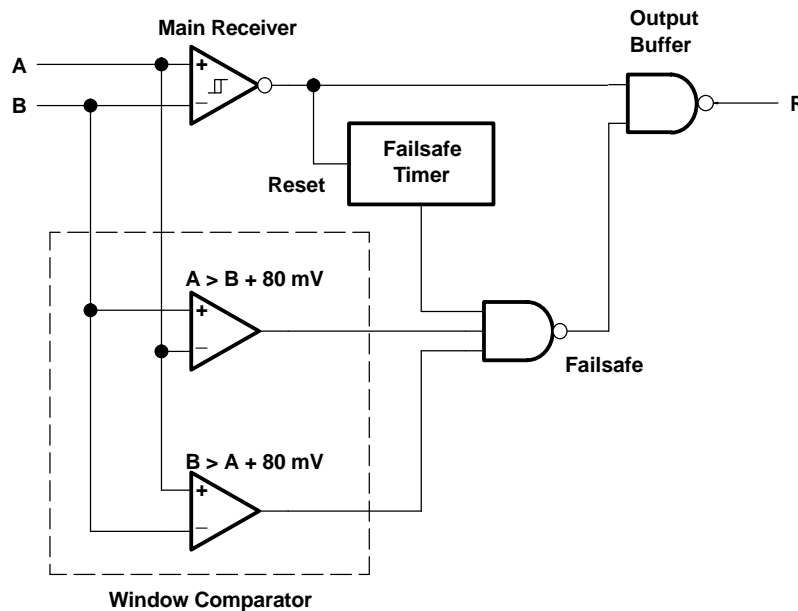 Output
Buffer
Main Receiver
A
+
_
B
R
Failsafe
Timer
Reset
A > B + 80 mV
+
_
Failsafe
B > A + 80 mV
+
_
Window Comparator